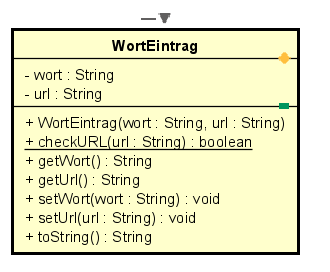 WortEintrag
- wort : String
- url : String
+ WortEintrag(wort : String, url : String)
+ checkURL(url : String) : boolean
+ getWort() : String
+ getUrl() : String
+ setWort(wort : String) : void
+ setUrl(url : String) : void
+ toString() : String